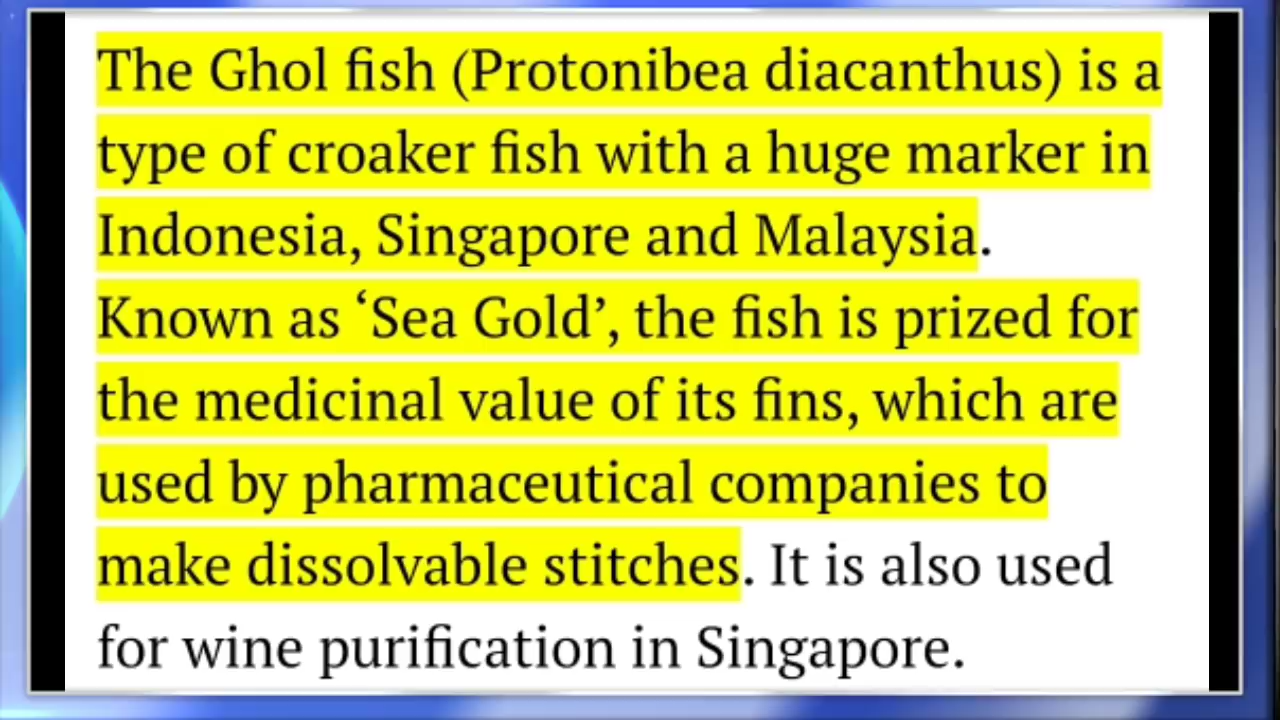 The Ghol fish (Protonibea diacanthus) is a
type of croaker fish with a huge marker in
Indonesia, Singapore and Malaysia.
Known as ‘Sea Gold’, the fish is prized for
the medicinal value of its fins, which are
used by pharmaceutical companies to
make dissolvable stitches. It is also used
for wine purification in Singapore.